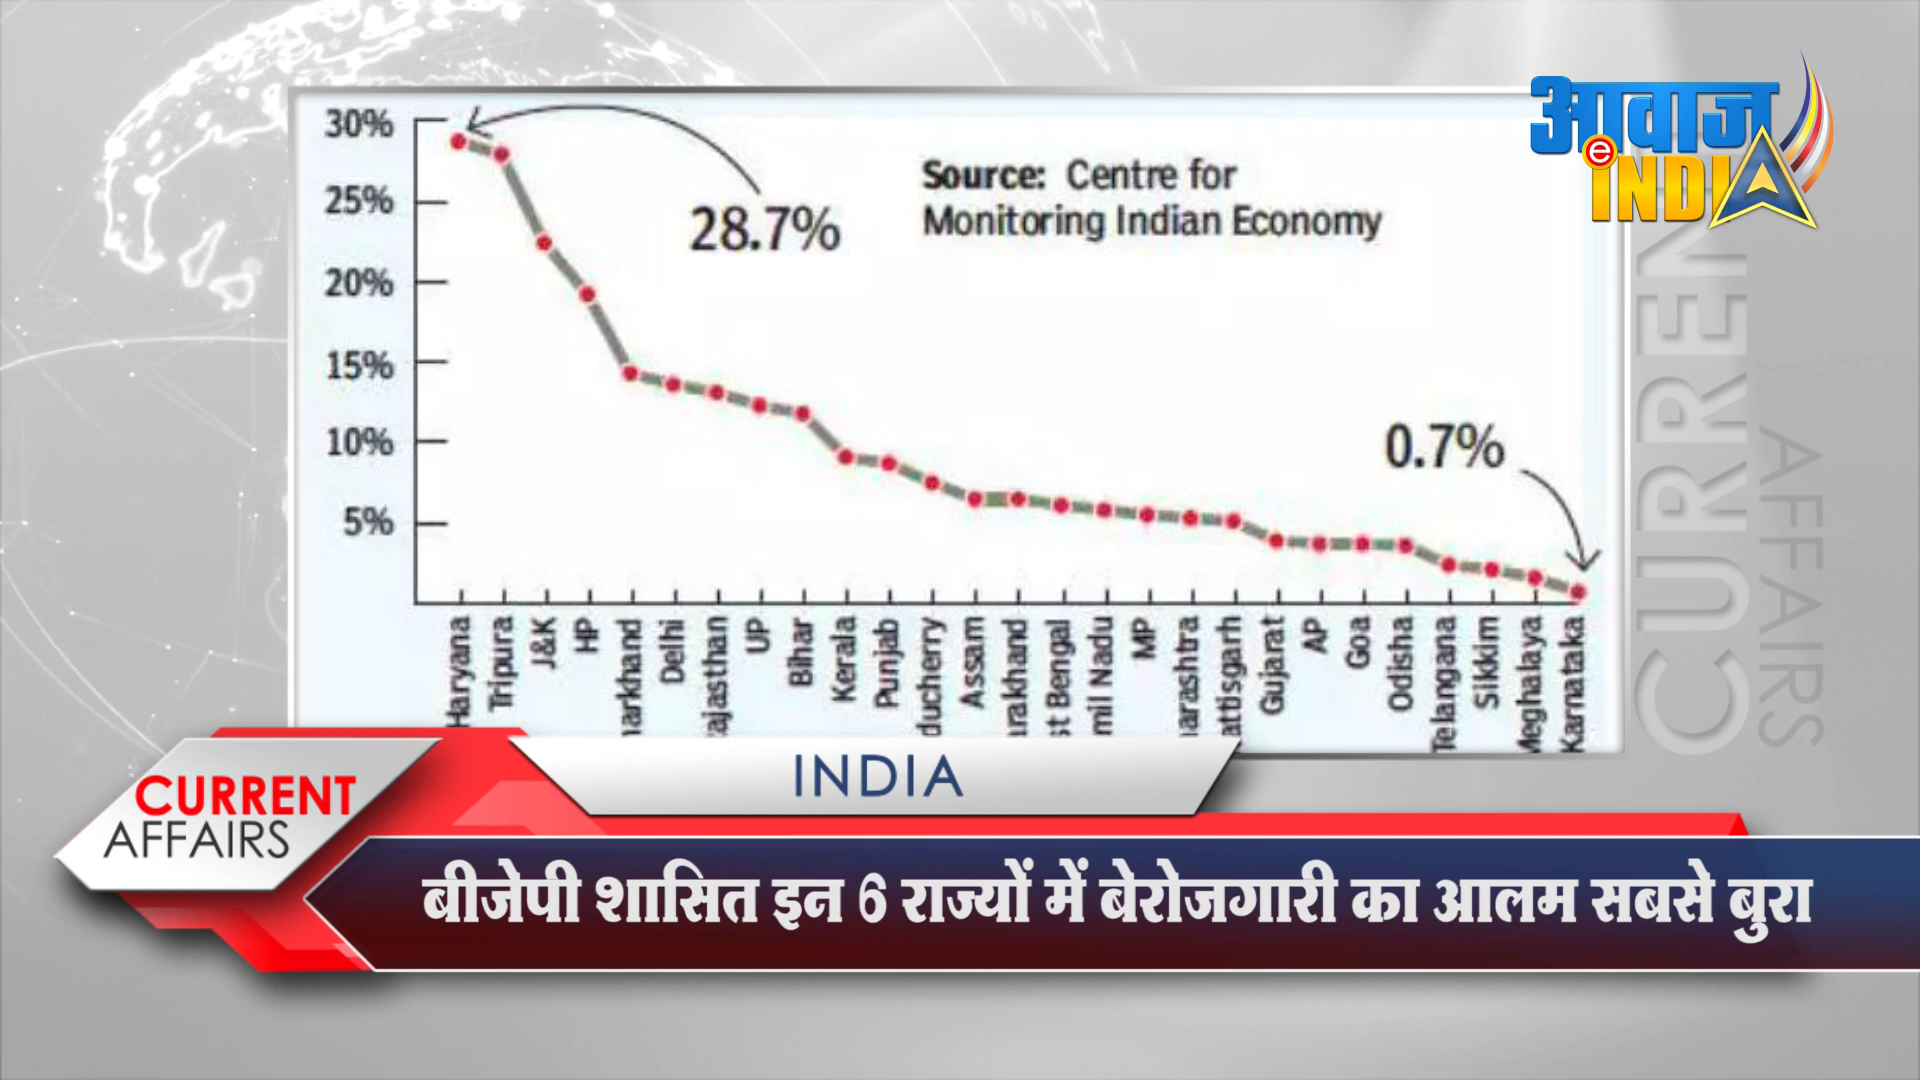 आवाज
e INDIA
CURRENT
AFFAIRS
30%
25%
20%
15%
10%
5%
28.7%
Source: Centre for
Monitoring Indian Economy
0.7%
Haryana
Tripura
J&K
HP
Delhi
UP
Bihar
Kerala
Punjab
Assam
MP
Gujarat
AP
Goa
Odisha
Telangana
Sikkim
Meghalaya
Karnataka
INDIA
CURRENT
AFFAIRS
बीजेपी शासित इन 6 राज्यों में बेरोजगारी का आलम सबसे बुरा